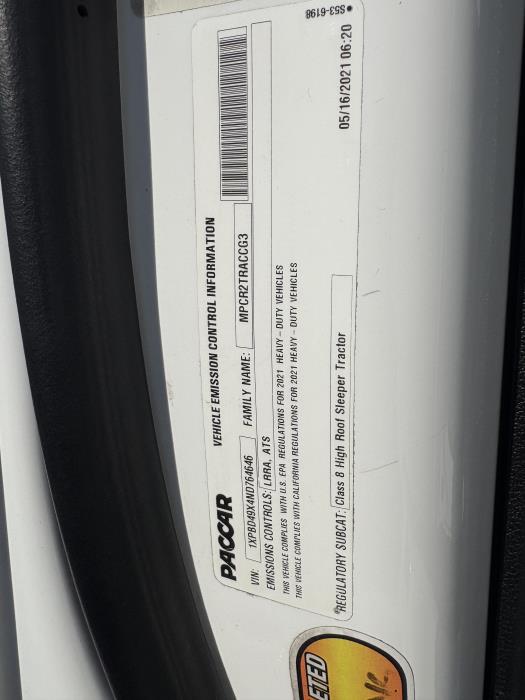 PACCAR
VEHICLE EMISSION CONTROL INFORMATION
VIN: 1XPBD49X4ND764646 FAMILY NAME: MPCR2TRACCG3
EMISSIONS CONTROLS: LRRA, ATS
THIS VEHICLE COMPLIES WITH U.S. EPA REGULATIONS FOR 2021 HEAVY - DUTY VEHICLES
THIS VEHICLE COMPLIES WITH CALIFORNIA REGULATIONS FOR 2021 HEAVY - DUTY VEHICLES
REGULATORY SUBCAT: Class 8 High Roof Sleeper Tractor
05/16/2021 06:20
S53-6198